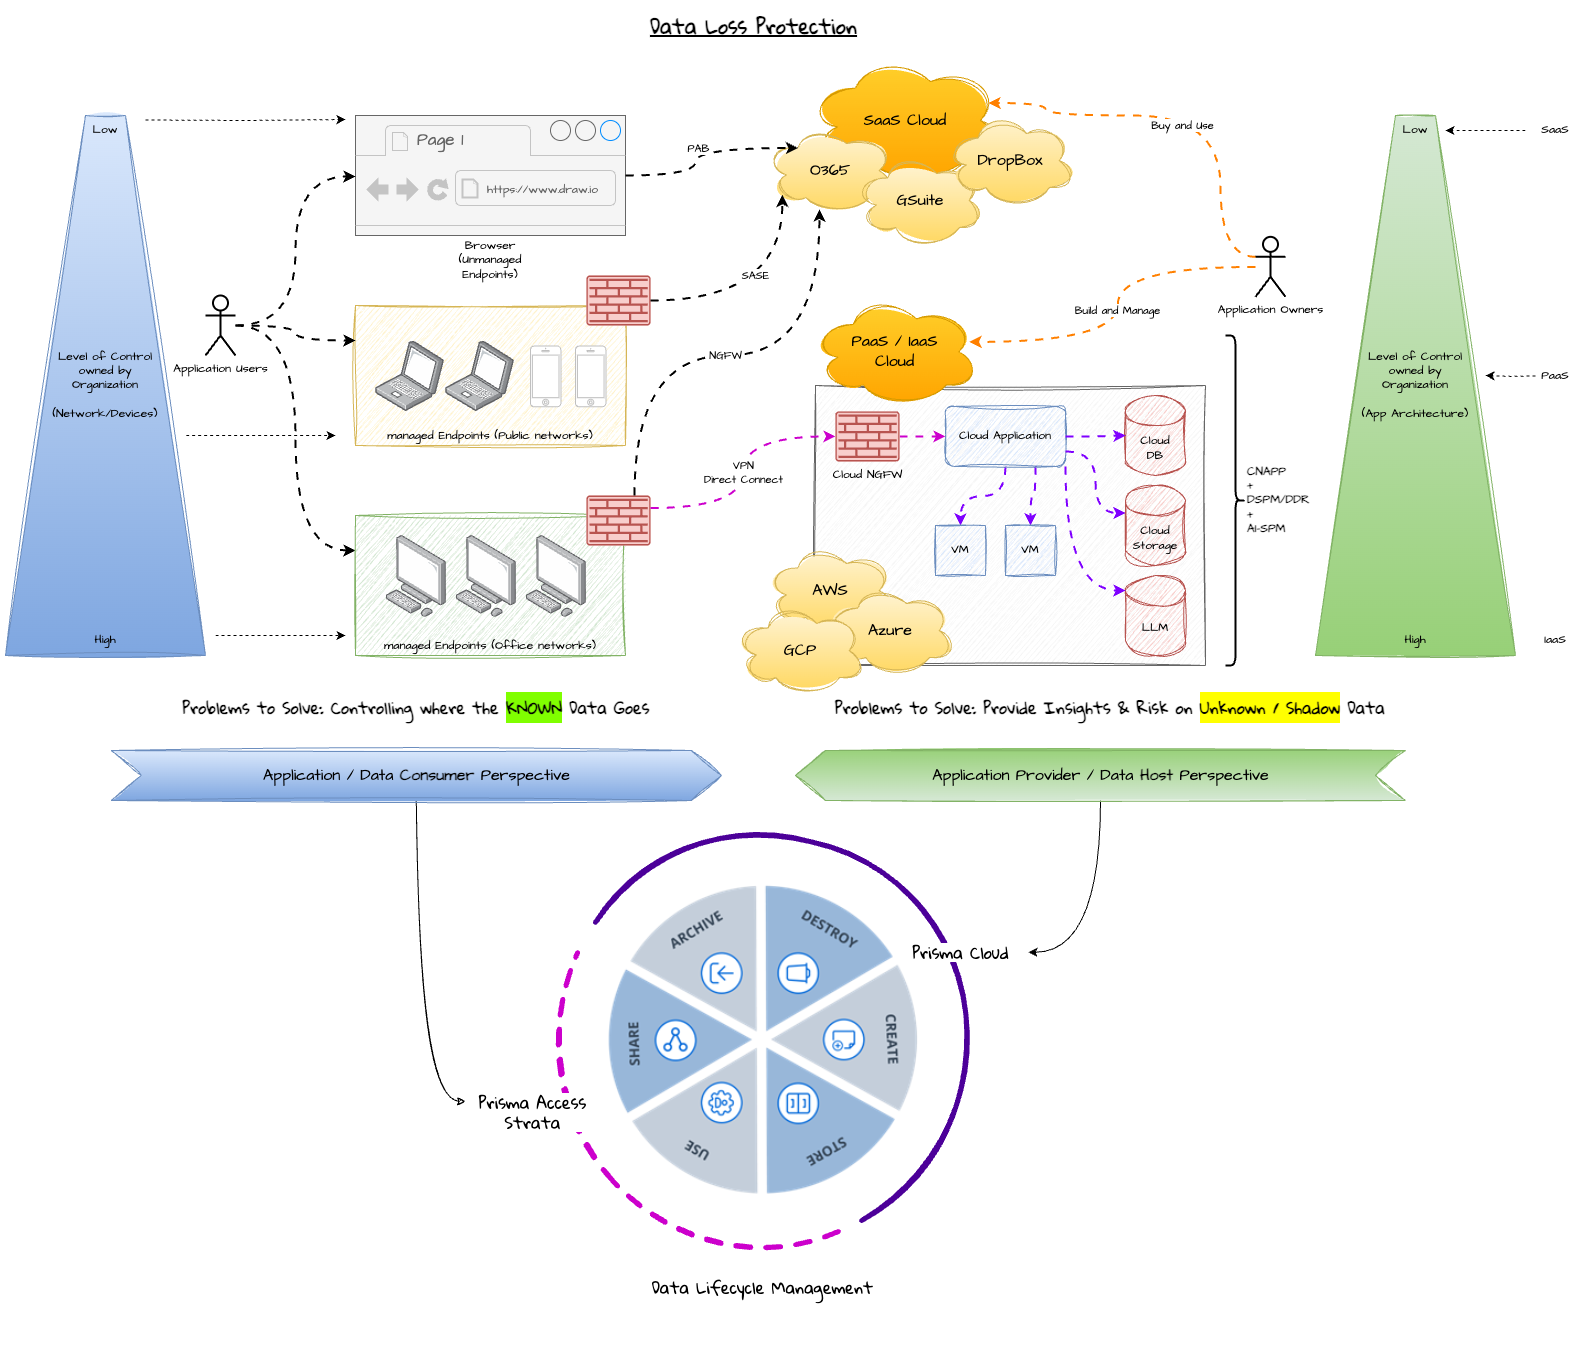 Data Loss Protection
Low
Level of Control
owned by
Organization
(Network/Devices)
High
Application Users
Page 1
https://www.draw.io
Browser
(Unmanaged
Endpoints)
managed Endpoints (Public networks)
managed Endpoints (Office networks)
PAB
SASE
NGFW
VPN
Direct Connect
SaaS Cloud
O365
GSuite
DropBox
Buy and Use
Build and Manage
Application Owners
PaaS / IaaS
Cloud
Cloud NGFW
Cloud Application
VM
VM
Cloud
DB
Cloud
Storage
LLM
AWS
Azure
GCP
CNAPP
+
DSPM/DDR
+
AI-SPM
Low
Level of Control
owned by
Organization
(App Architecture)
High
SaaS
PaaS
IaaS
Problems to Solve: Controlling where the KNOWN Data Goes
Problems to Solve: Provide Insights & Risk on Unknown / Shadow Data
Application / Data Consumer Perspective
Application Provider / Data Host Perspective
ARCHIVE
DESTROY
SHARE
CREATE
USE
STORE
Prisma Cloud
Prisma Access
Strata
Data Lifecycle Management